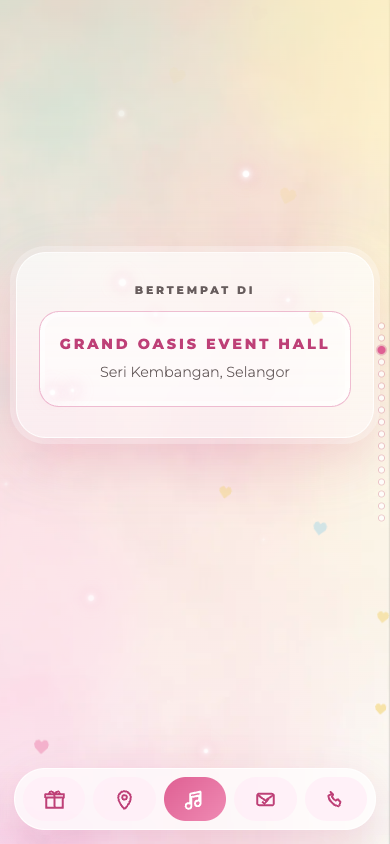 BERTEMPAT DI
GRAND OASIS EVENT HALL
Seri Kembangan, Selangor